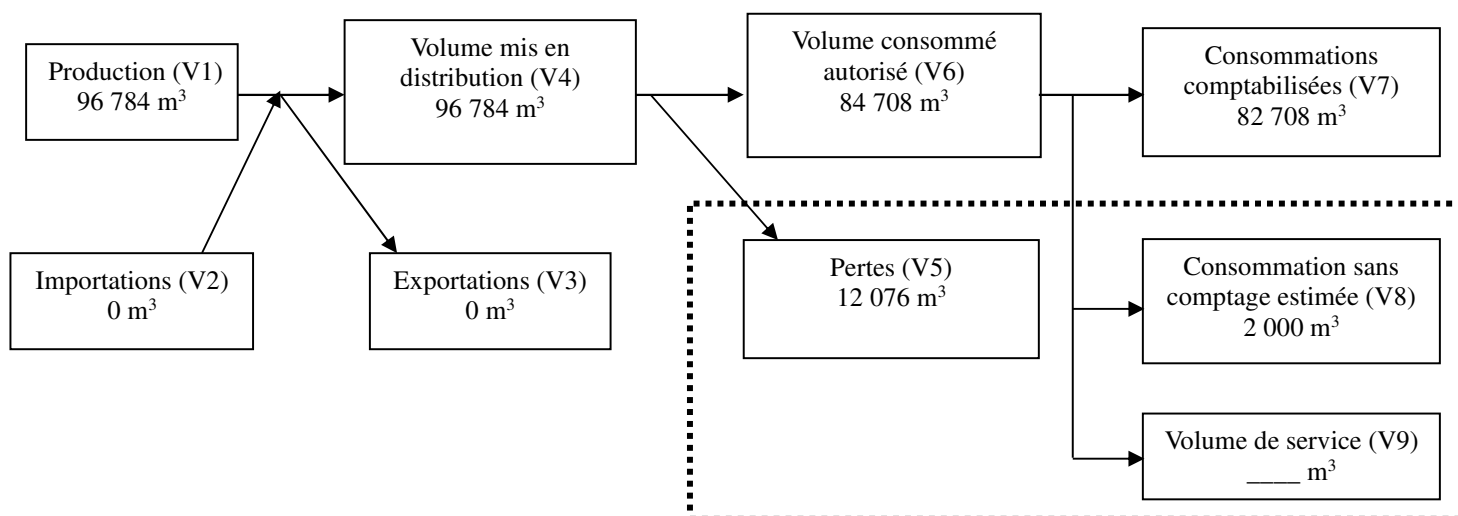 Production (V1)
96 784 m³
Volume mis en
distribution (V4)
96 784 m³
Volume consommé
autorisé (V6)
84 708 m³
Consommations
comptabilisées (V7)
82 708 m³
Importations (V2)
0 m³
Exportations (V3)
0 m³
Pertes (V5)
12 076 m³
Consommation sans
comptage estimée (V8)
2 000 m³
Volume de service (V9)
____ m³